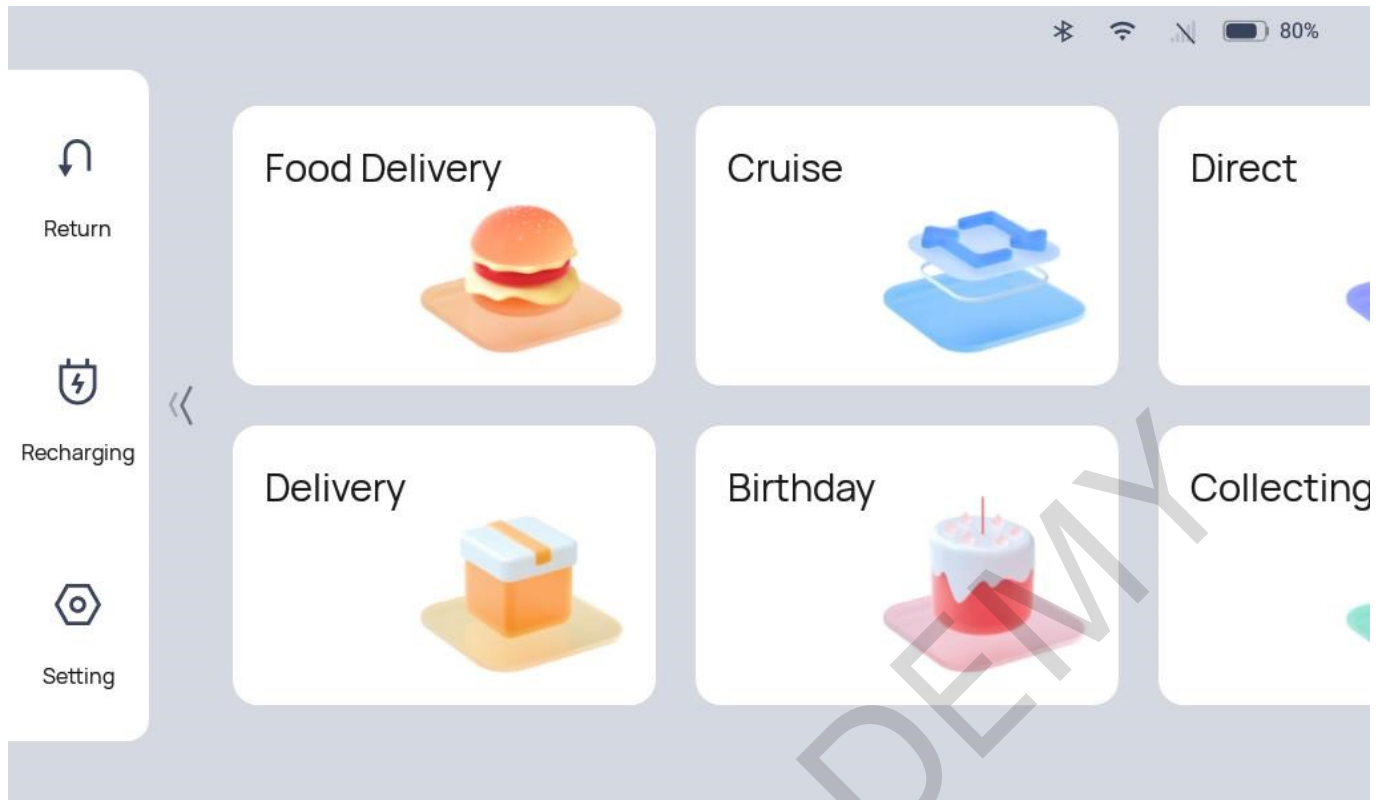 80%
Return
Recharging
Setting
Food Delivery
Cruise
Direct
Delivery
Birthday
Collecting
DEMY